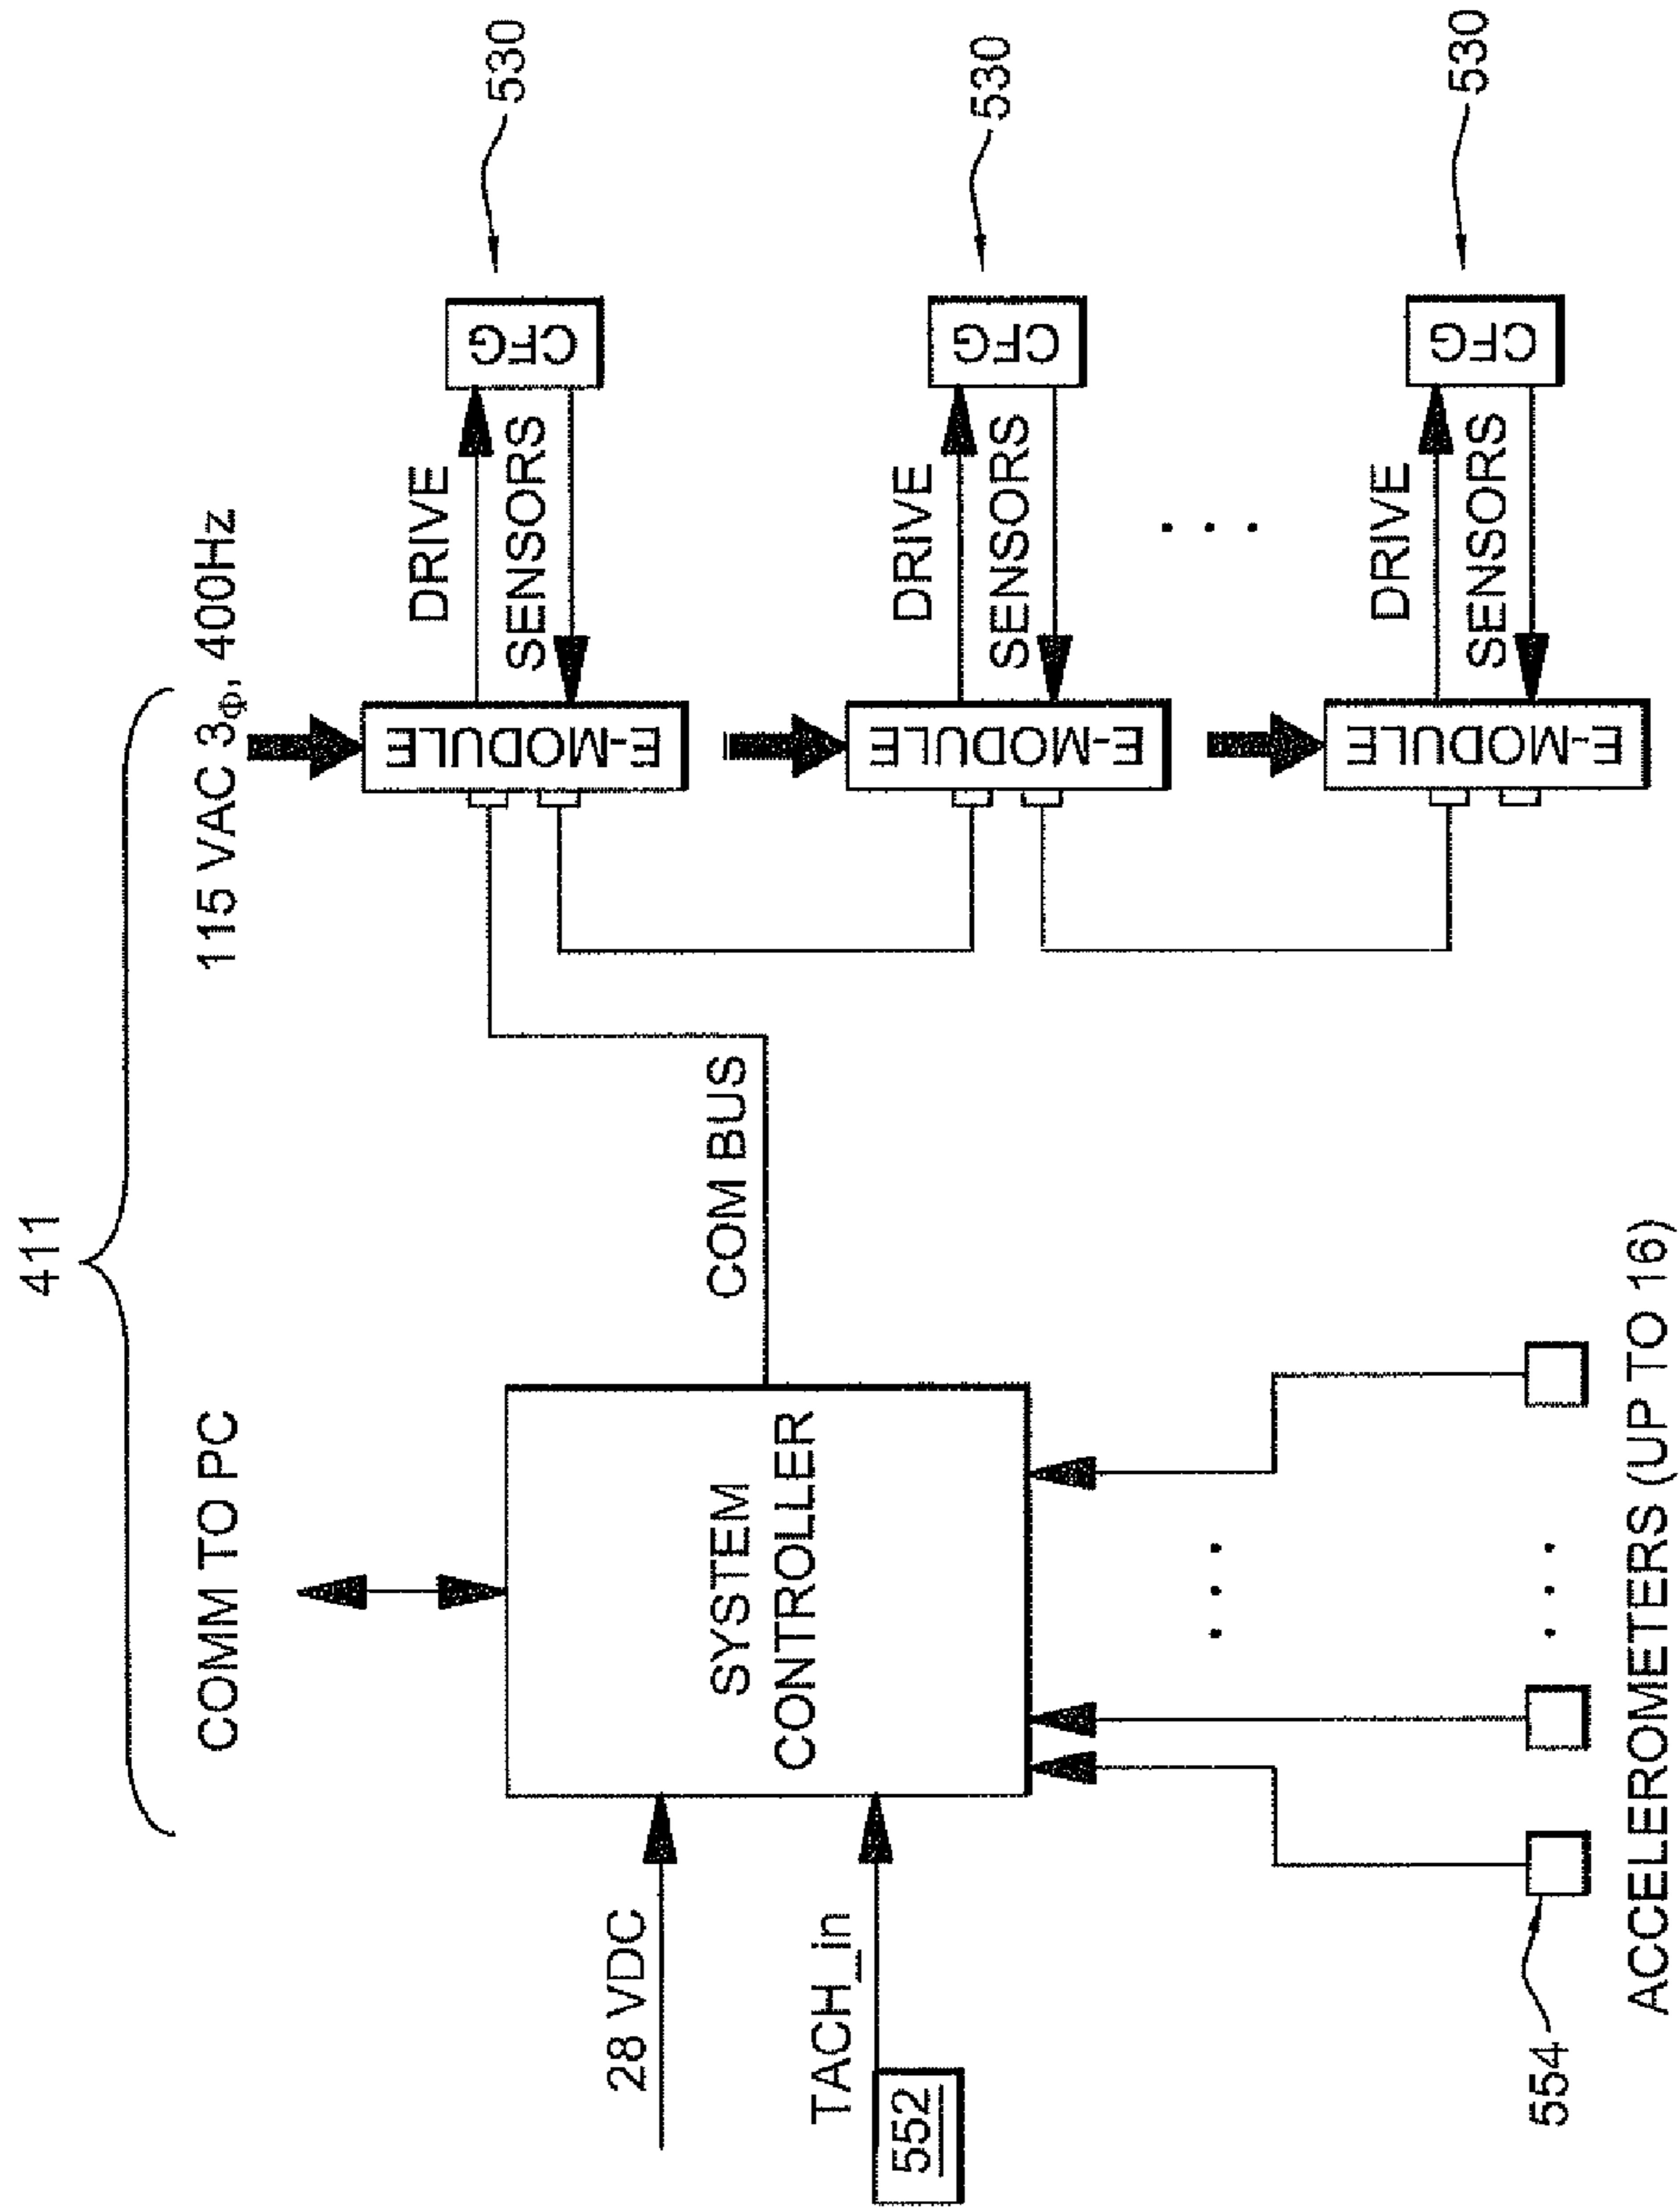 411
COMM TO PC
115 VAC 3Φ, 400Hz
28 VDC
TACH_in
552
SYSTEM
CONTROLLER
COM BUS
E-MODULE
DRIVE
SENSORS
CFG
530
E-MODULE
DRIVE
SENSORS
CFG
530
E-MODULE
DRIVE
SENSORS
CFG
530
554
ACCELEROMETERS (UP TO 16)